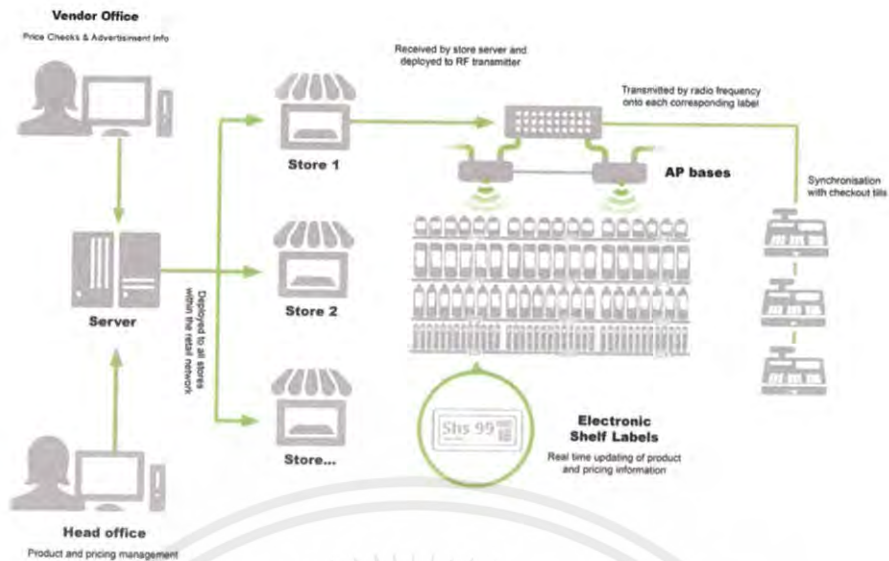 Vendor Office
Price Checks & Advertisiment Info
Received by store server and
deployed to RF transmitter
Transmitted by radio frequency
onto each corresponding label
Store 1
AP bases
Synchronisation
with checkout tills
Server
Deployed to all stores
within the retail network
Store 2
Shs 99
Electronic
Shelf Labels
Real time updating of product
and pricing information
Store...
Head office
Product and pricing management